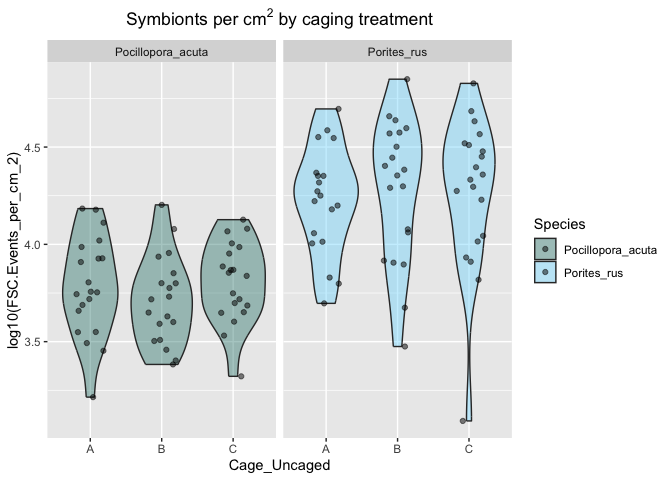 Symbionts per cm2 by caging treatment
Pocillopora_acuta
Porites_rus
log10(FSC.Events_per_cm_2)
4.5
4.0
3.5
A
B
C
A
B
C
Cage_Uncaged
Species
Pocillopora_acuta
Porites_rus